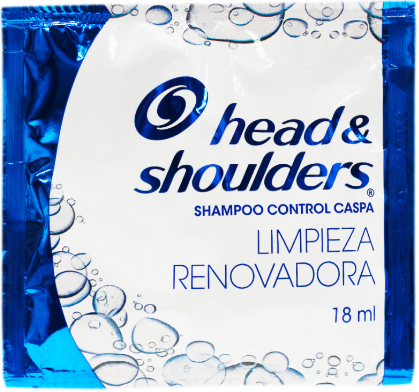 head &
shoulders®
SHAMPOO CONTROL CASPA
LIMPIEZA
RENOVADORA
18 ml